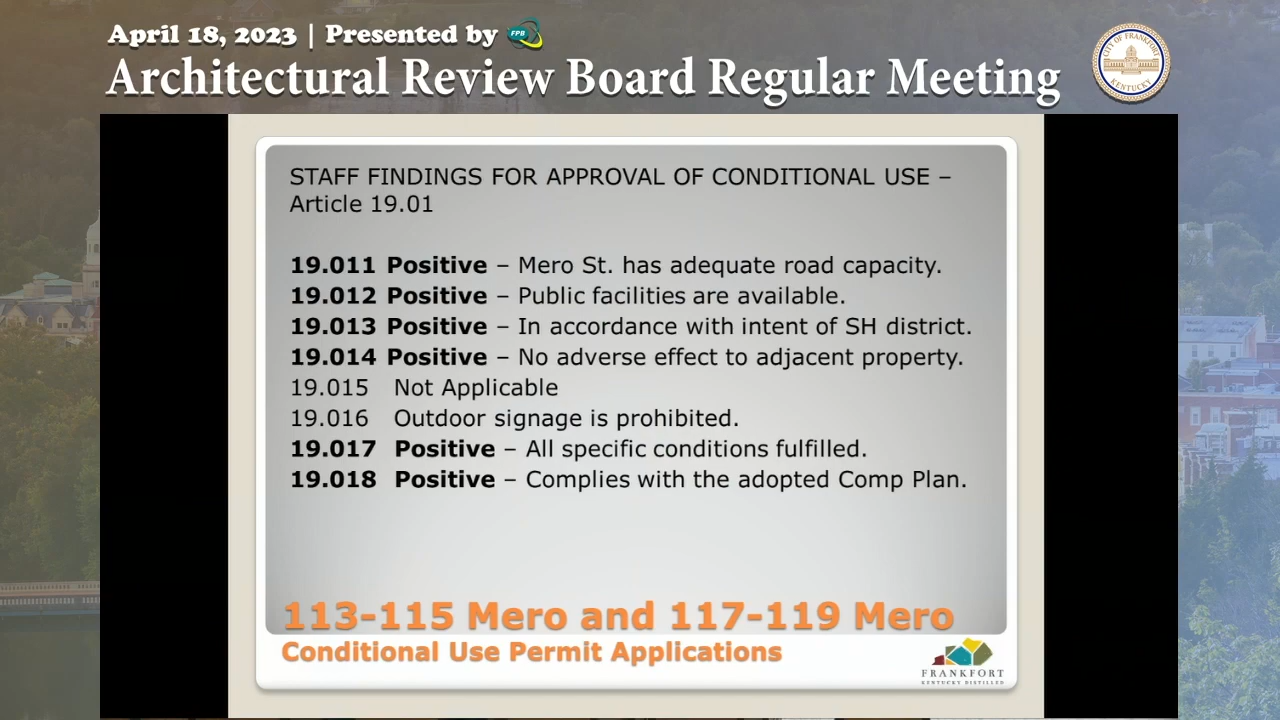 April 18, 2023 | Presented by FPB
Architectural Review Board Regular Meeting
CITY OF FRANKFORT
KENTUCKY
STAFF FINDINGS FOR APPROVAL OF CONDITIONAL USE –
Article 19.01
19.011 Positive – Mero St. has adequate road capacity.
19.012 Positive – Public facilities are available.
19.013 Positive – In accordance with intent of SH district.
19.014 Positive – No adverse effect to adjacent property.
19.015 Not Applicable
19.016 Outdoor signage is prohibited.
19.017 Positive – All specific conditions fulfilled.
19.018 Positive – Complies with the adopted Comp Plan.
113-115 Mero and 117-119 Mero
Conditional Use Permit Applications
FRANKFORT
KENTUCKY DISTILLED